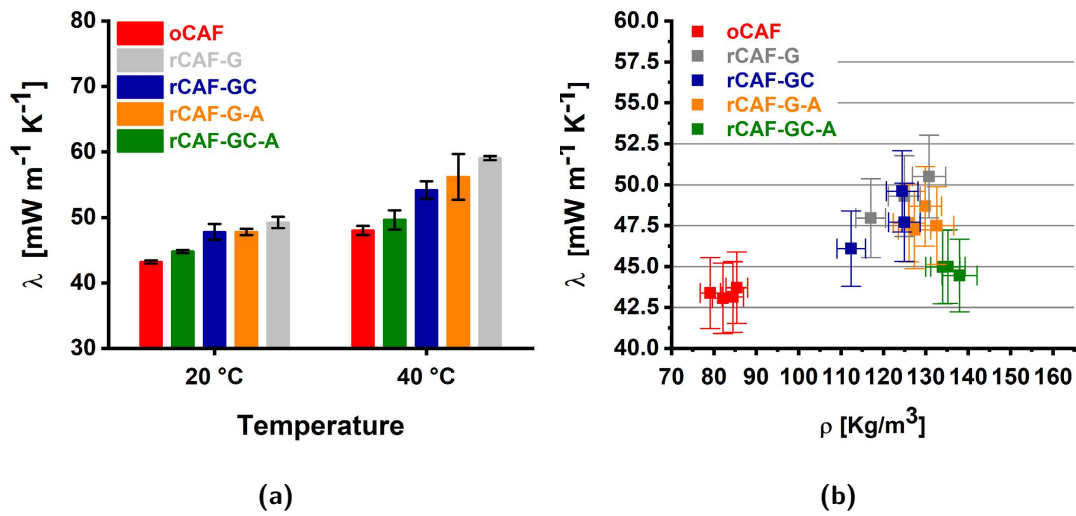 80
70
60
50
40
30
λ [mW m⁻¹ K⁻¹]
oCAF
rCAF-G
rCAF-GC
rCAF-G-A
rCAF-GC-A
20 °C
40 °C
Temperature
(a)
60.0
57.5
55.0
52.5
50.0
47.5
45.0
42.5
40.0
λ [mW m⁻¹ K⁻¹]
oCAF
rCAF-G
rCAF-GC
rCAF-G-A
rCAF-GC-A
70 80 90 100 110 120 130 140 150 160
ρ [Kg/m³]
(b)